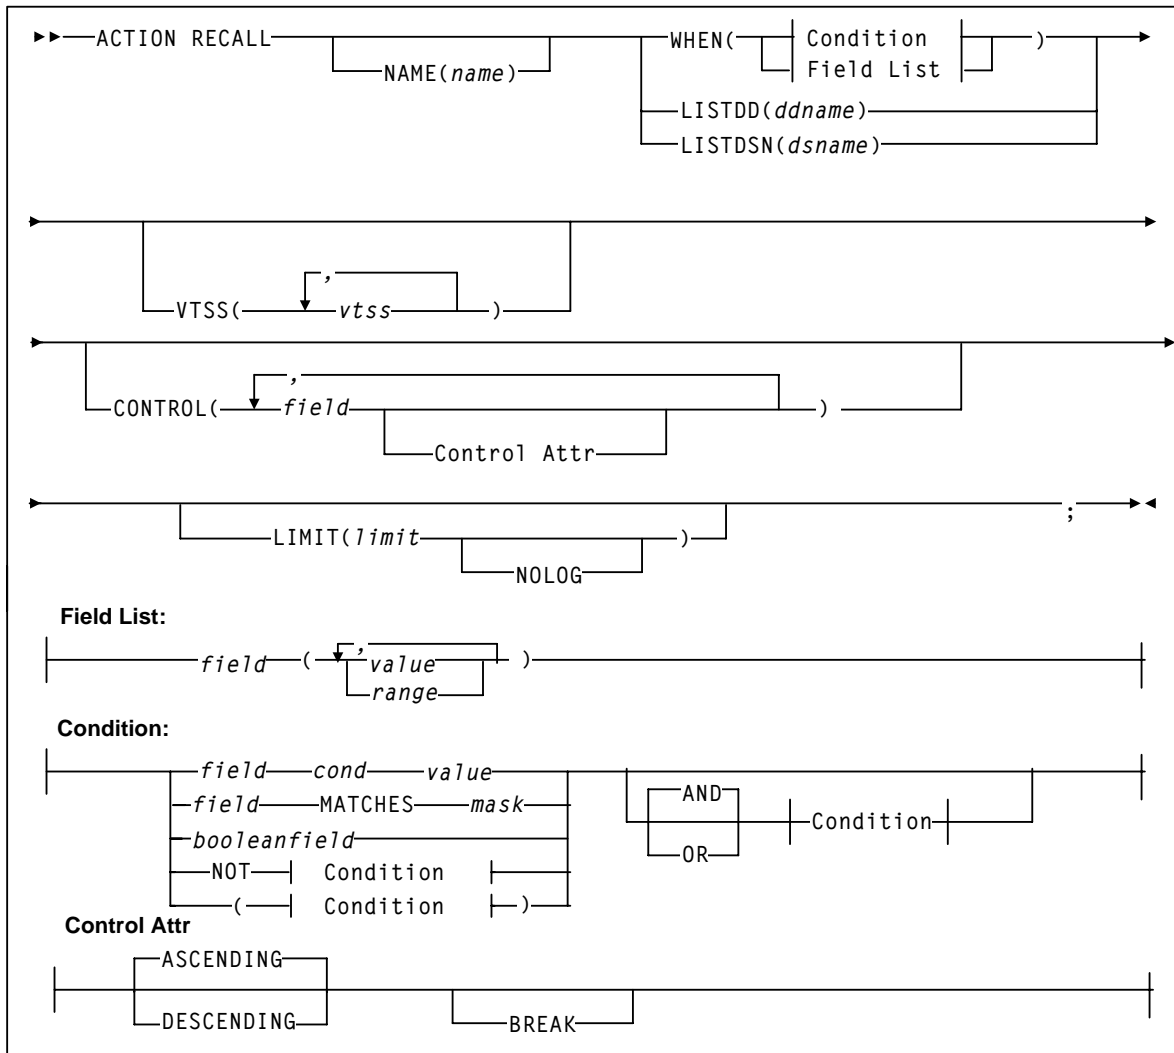 ACTION RECALL
NAME(name)
WHEN( Condition )
Field List
LISTDD(ddname)
LISTDSN(dsname)
,
VTSS( vtss )
,
CONTROL( field )
Control Attr
;
LIMIT(limit )
NOLOG
Field List:
,
field ( value )
range
Condition:
field cond value
field MATCHES mask
booleanfield
NOT Condition
( Condition )
AND
Condition
OR
Control Attr
ASCENDING
DESCENDING
BREAK